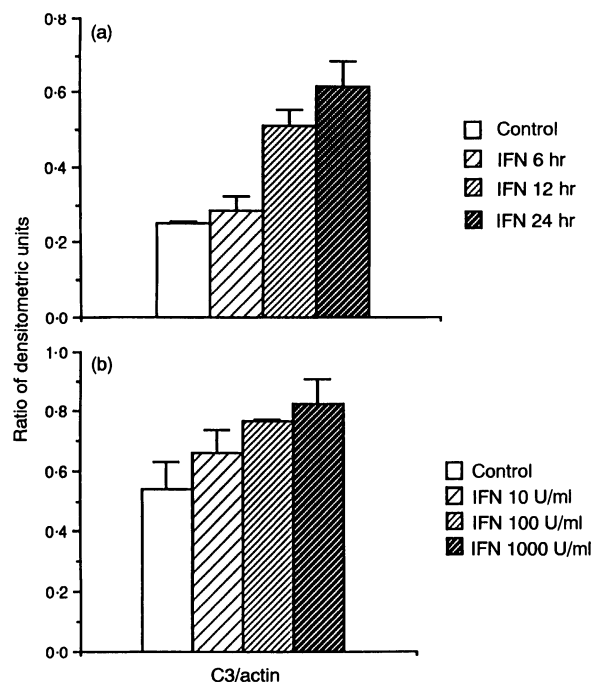 Ratio of densitometric units
(a)
0·8
0·6
0·4
0·2
0·0
Control
IFN 6 hr
IFN 12 hr
IFN 24 hr
(b)
1·0
0·8
0·6
0·4
0·2
0·0
Control
IFN 10 U/ml
IFN 100 U/ml
IFN 1000 U/ml
C3/actin